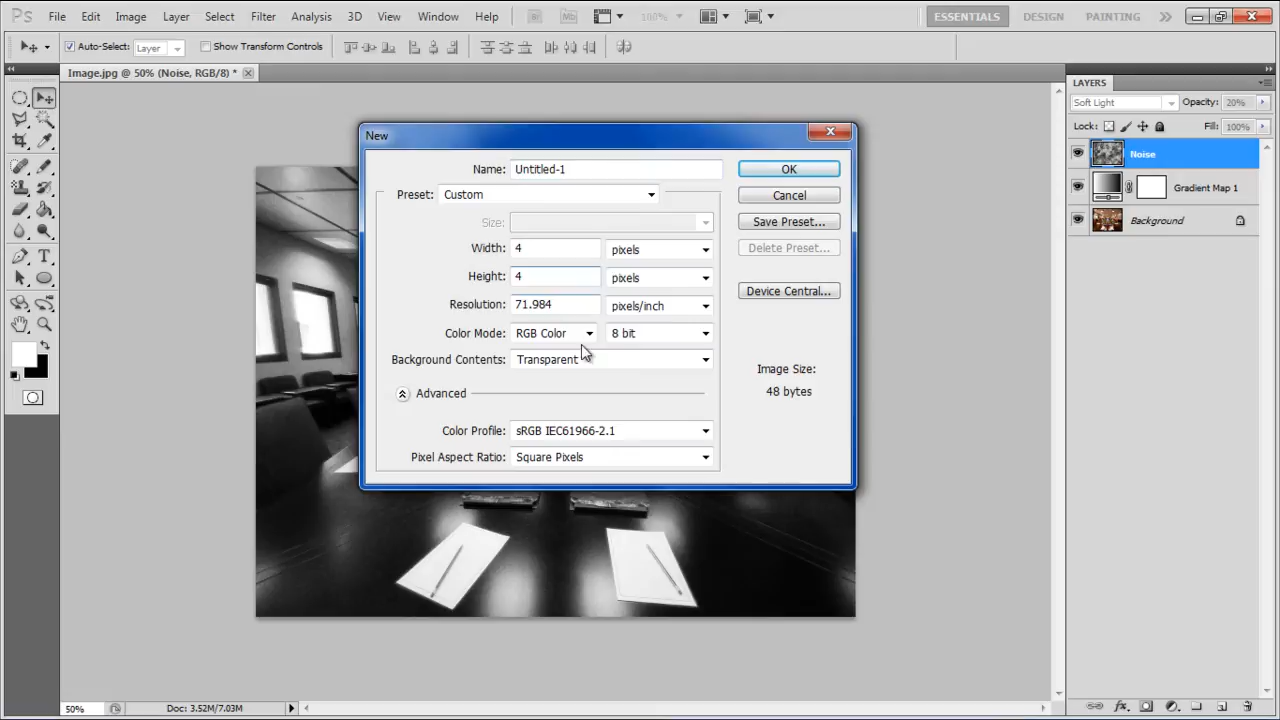 Ps File Edit Image Layer Select Filter Analysis 3D View Window Help Br Mb 100% ESSENTIALS DESIGN PAINTING
Auto-Select: Layer Show Transform Controls
Image.jpg @ 50% (Noise, RGB/8) *
LAYERS
Soft Light Opacity: 20%
Lock: Fill: 100%
Noise
Gradient Map 1
Background
New
Name: Untitled-1 OK
Preset: Custom Cancel
Size: Save Preset...
Width: 4 pixels Delete Preset...
Height: 4 pixels
Device Central...
Resolution: 71.984 pixels/inch
Color Mode: RGB Color 8 bit
Background Contents: Transparent
Image Size:
48 bytes
Advanced
Color Profile: sRGB IEC61966-2.1
Pixel Aspect Ratio: Square Pixels
T
50% Doc: 3.52M/7.03M
fx